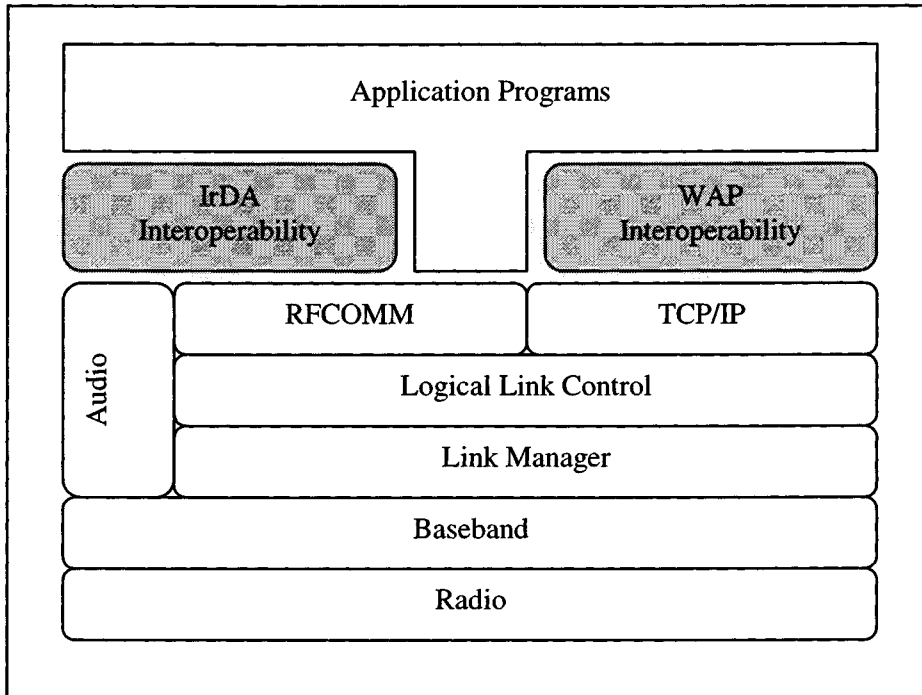 Application Programs
IrDA
Interoperability
WAP
Interoperability
RFCOMM
TCP/IP
Audio
Logical Link Control
Link Manager
Baseband
Radio